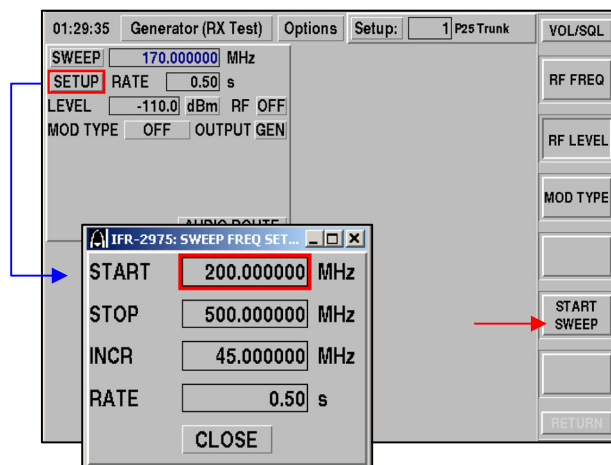 01:29:35 Generator (RX Test) Options Setup: 1 P25 Trunk
SWEEP 170.000000 MHz
SETUP RATE 0.50 s
LEVEL -110.0 dBm RF OFF
MOD TYPE OFF OUTPUT GEN
AUDIO ROUTE
IFR-2975: SWEEP FREQ SET...
START 200.000000 MHz
STOP 500.000000 MHz
INCR 45.000000 MHz
RATE 0.50 s
CLOSE
VOL/SQL
RF FREQ
RF LEVEL
MOD TYPE
START
SWEEP
RETURN